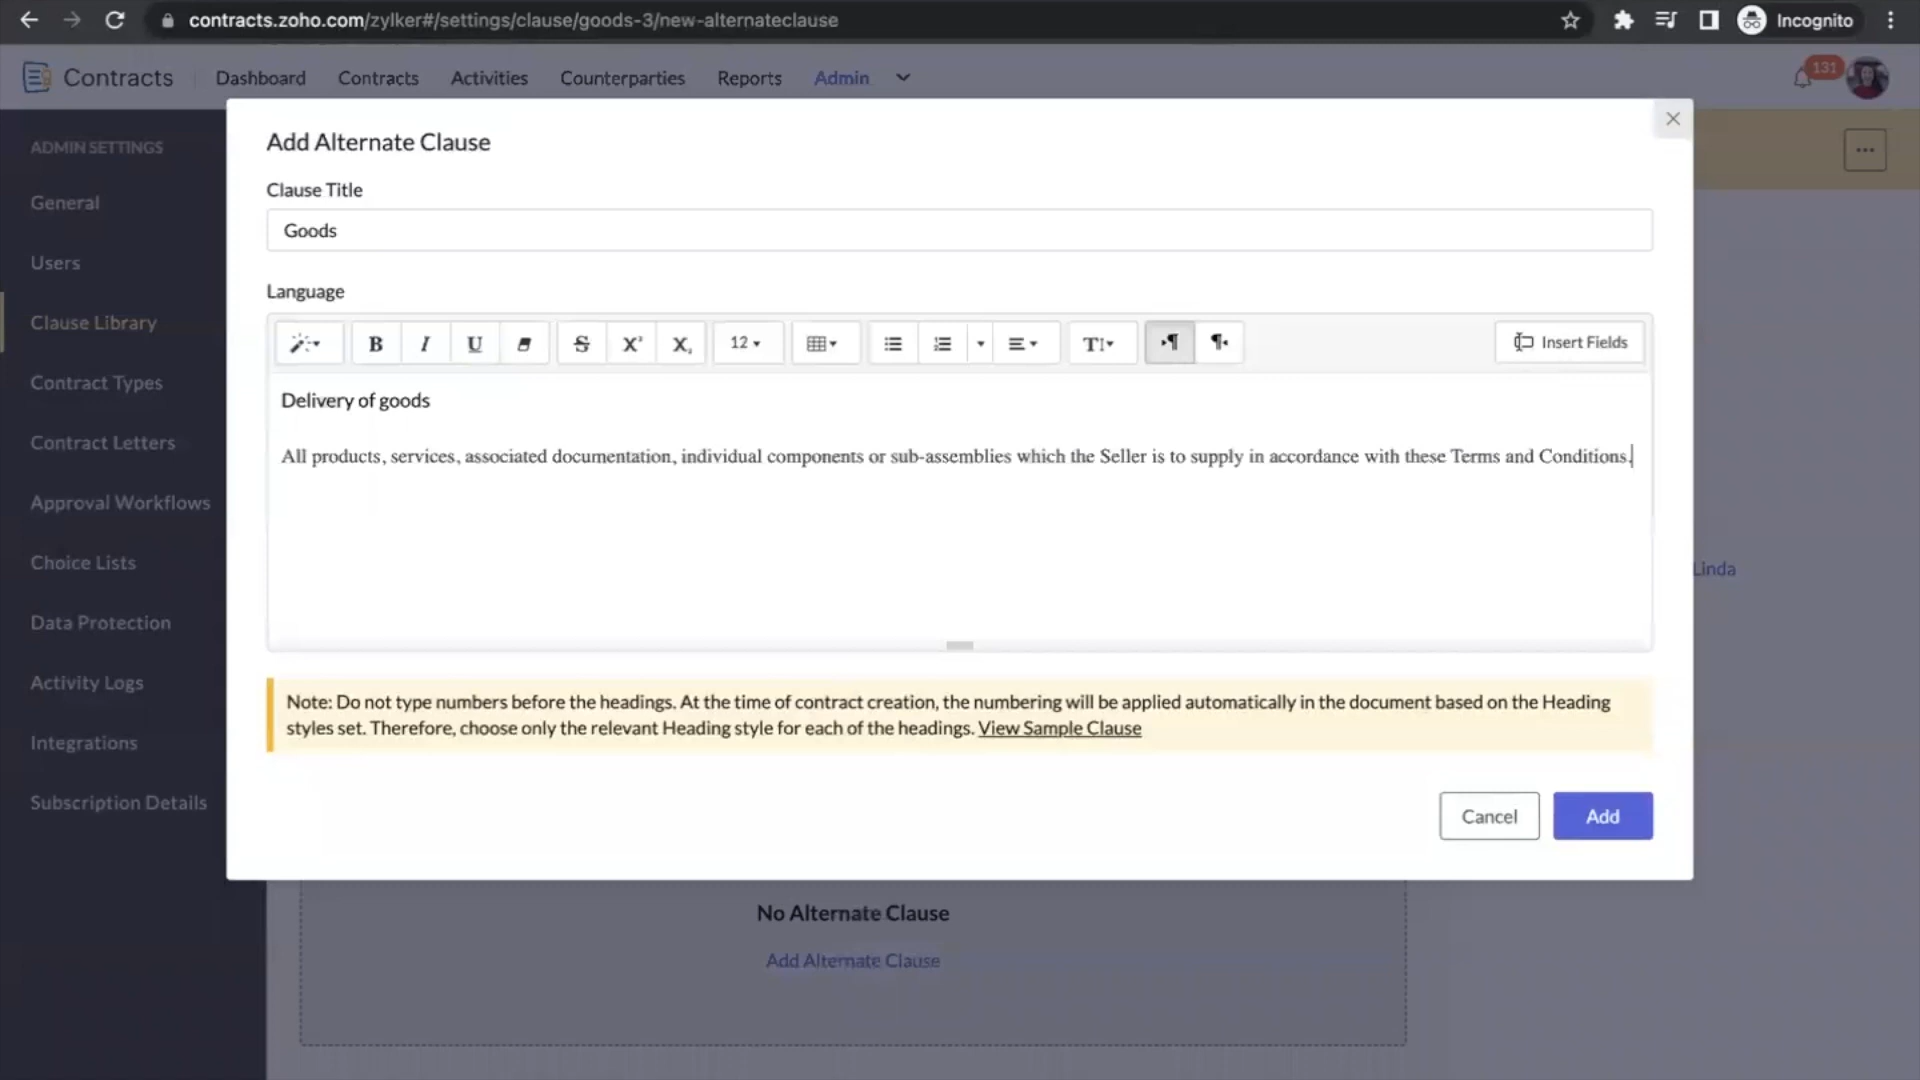 contracts.zoho.com/zylker#/settings/clause/goods-3/new-alternateclause
Incognito
Contracts
Dashboard
Contracts
Activities
Counterparties
Reports
Admin
131
ADMIN SETTINGS
General
Users
Clause Library
Contract Types
Contract Letters
Approval Workflows
Choice Lists
Data Protection
Activity Logs
Integrations
Subscription Details
Add Alternate Clause
Clause Title
Goods
Language
B I U S X² X, 12
Insert Fields
Delivery of goods
All products, services, associated documentation, individual components or sub-assemblies which the Seller is to supply in accordance with these Terms and Conditions.
Linda
Note: Do not type numbers before the headings. At the time of contract creation, the numbering will be applied automatically in the document based on the Heading
styles set. Therefore, choose only the relevant Heading style for each of the headings. View Sample Clause
Cancel
Add
No Alternate Clause
Add Alternate Clause